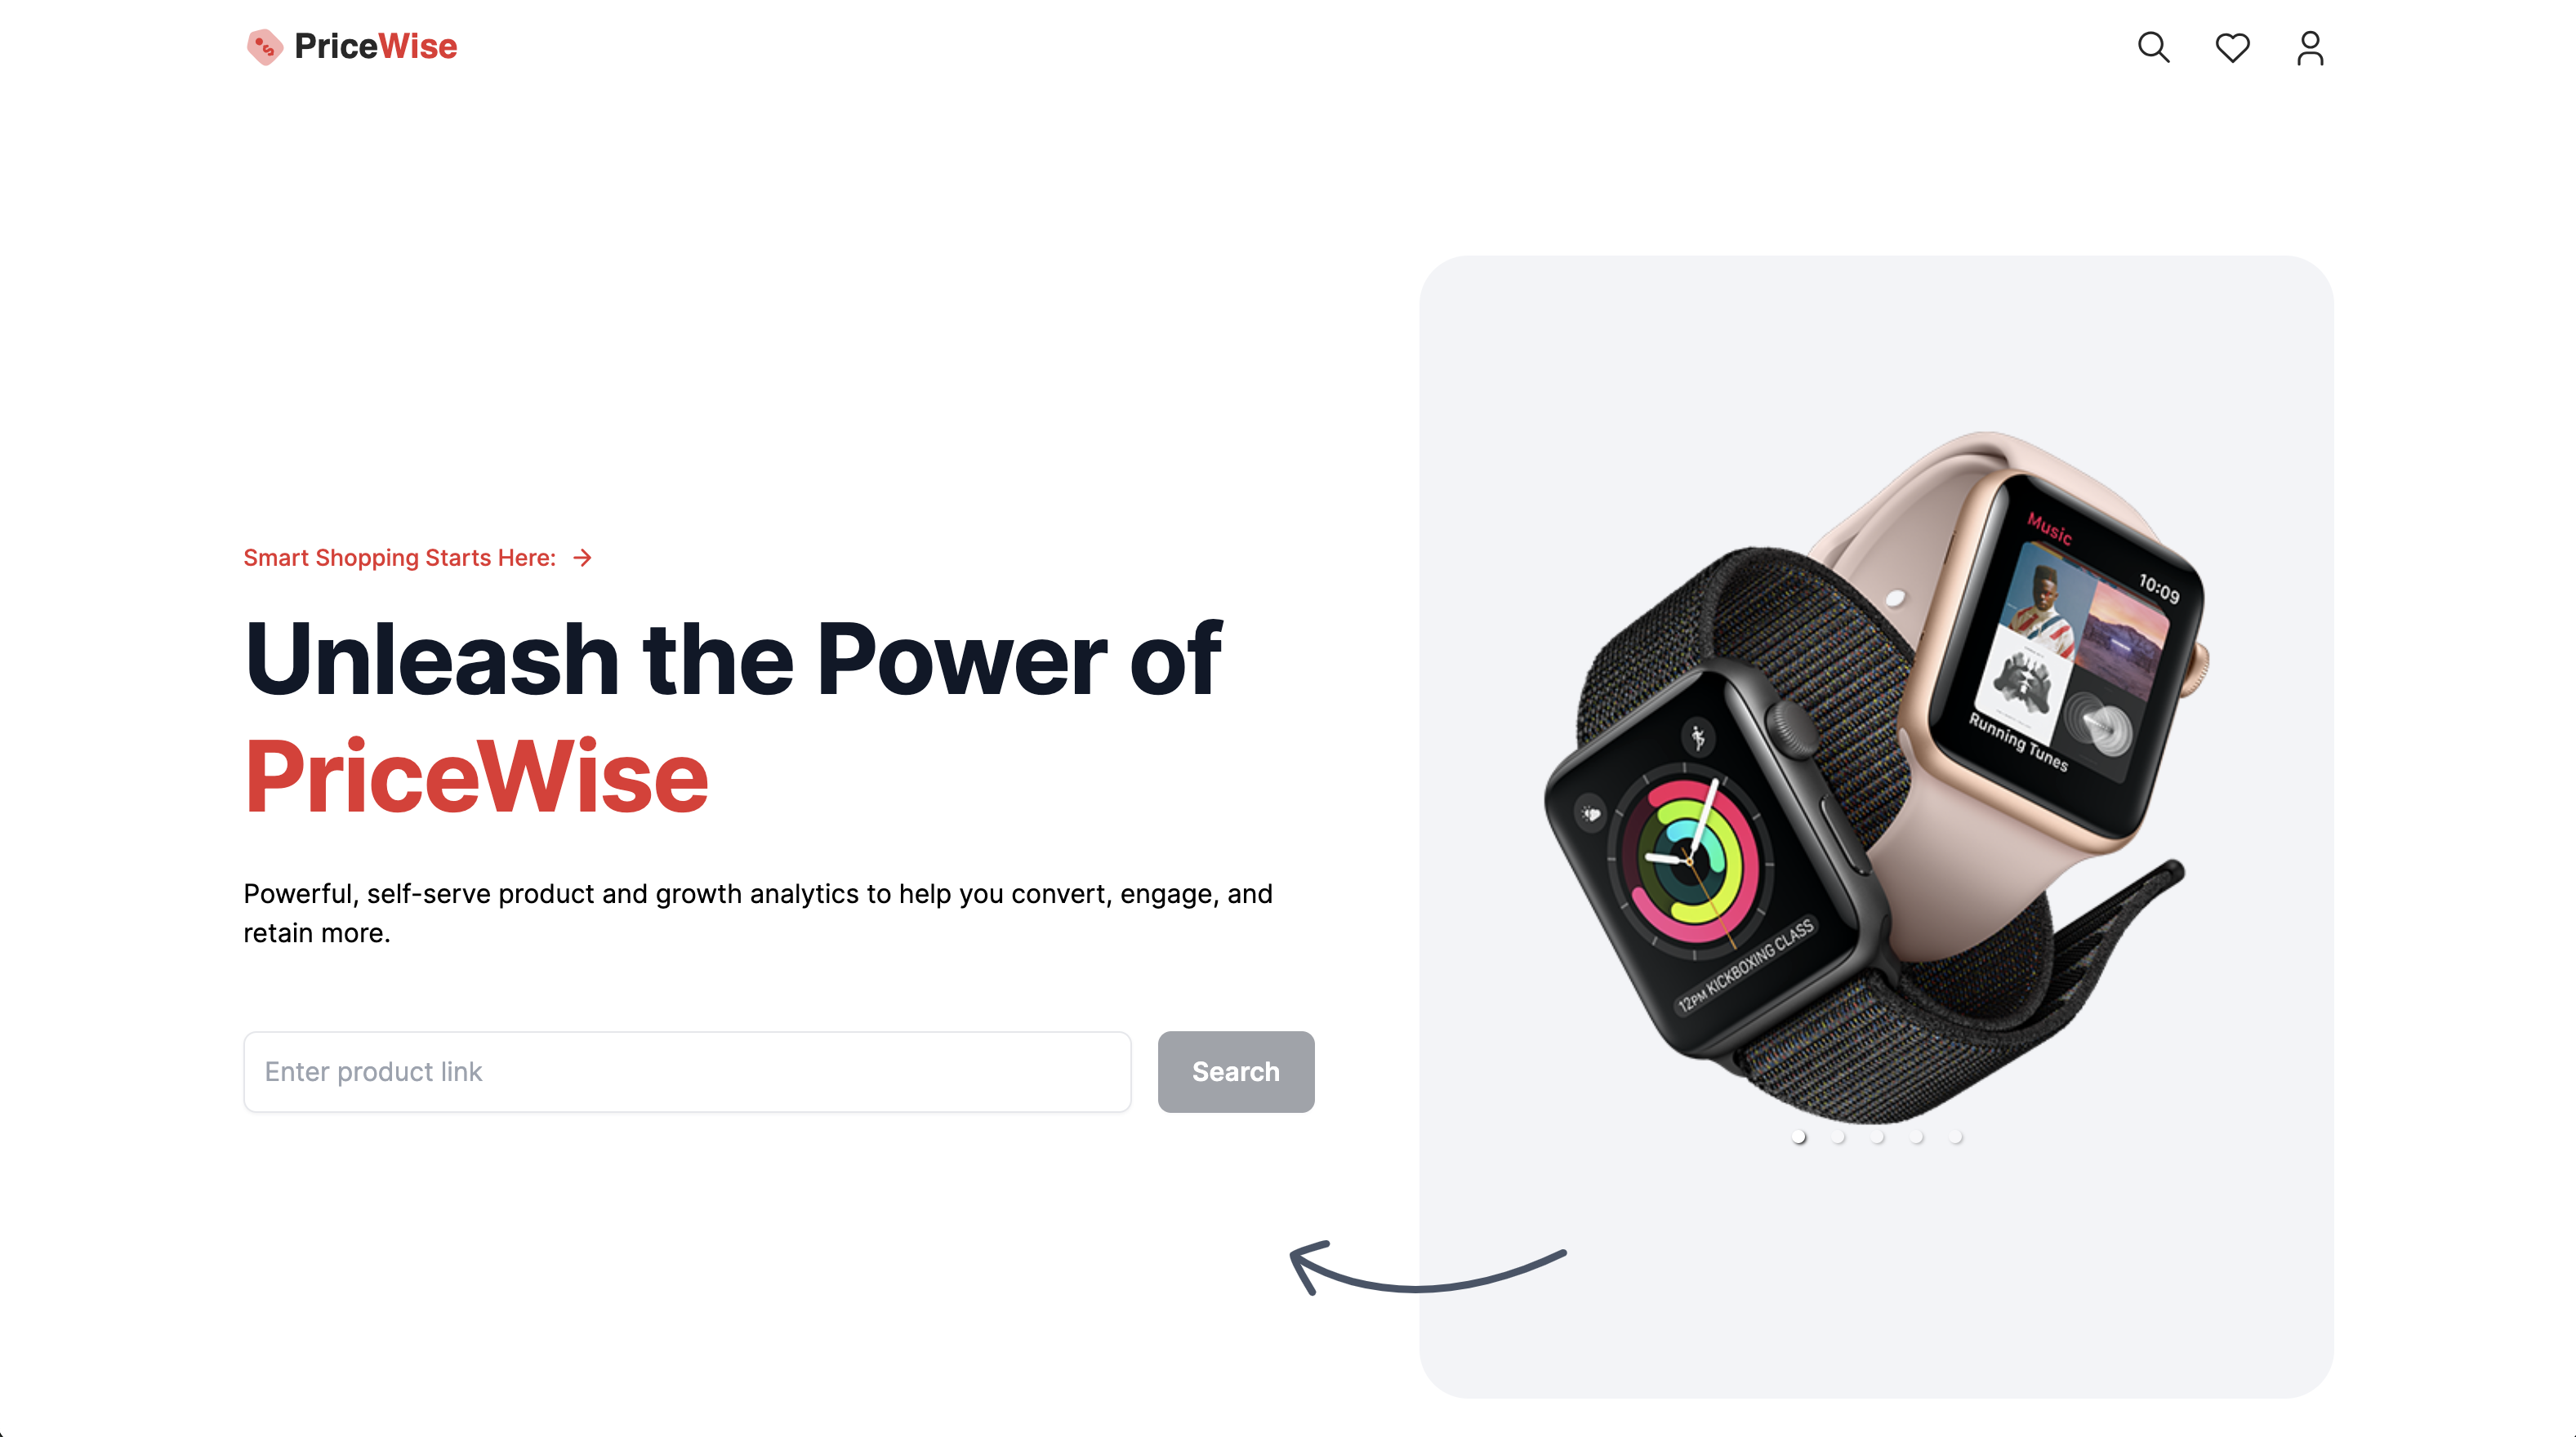 PriceWise
Smart Shopping Starts Here:
Unleash the Power of
PriceWise
Powerful, self-serve product and growth analytics to help you convert, engage, and
retain more.
Enter product link
Search
Music
10:09
Running Tunes
12PM KICKBOXING CLASS